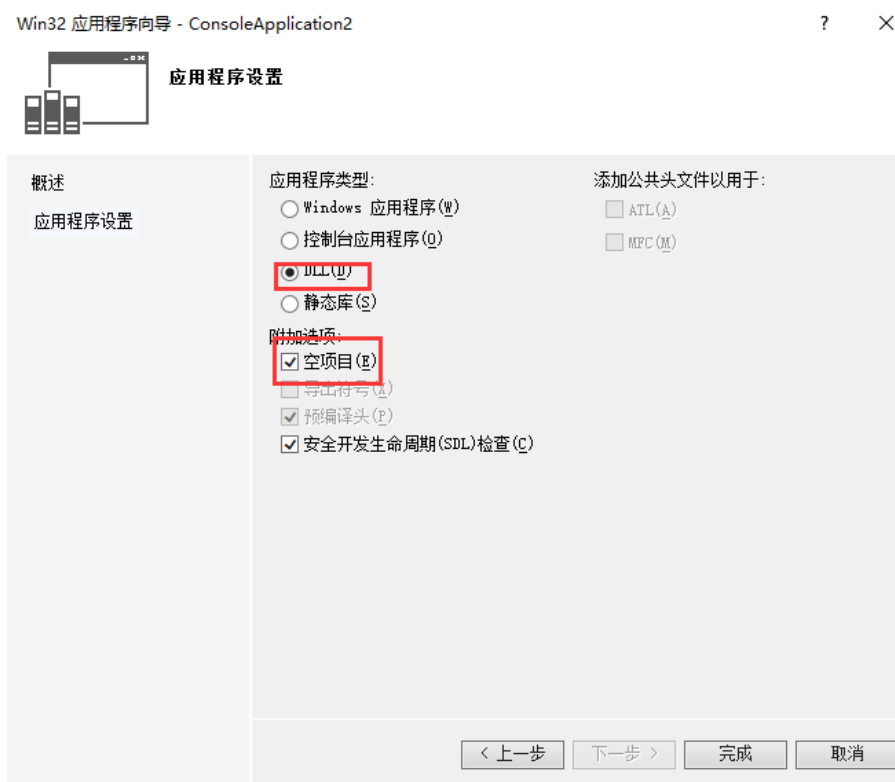 Win32 应用程序向导 - ConsoleApplication2
?
应用程序设置
概述
应用程序设置
应用程序类型:
Windows 应用程序(W)
控制台应用程序(O)
DLL(D)
静态库(S)
附加选项:
空项目(E)
导出符号(X)
预编译头(P)
安全开发生命周期(SDL)检查(C)
添加公共头文件以用于:
ATL(A)
MFC(M)
< 上一步
下一步 >
完成
取消